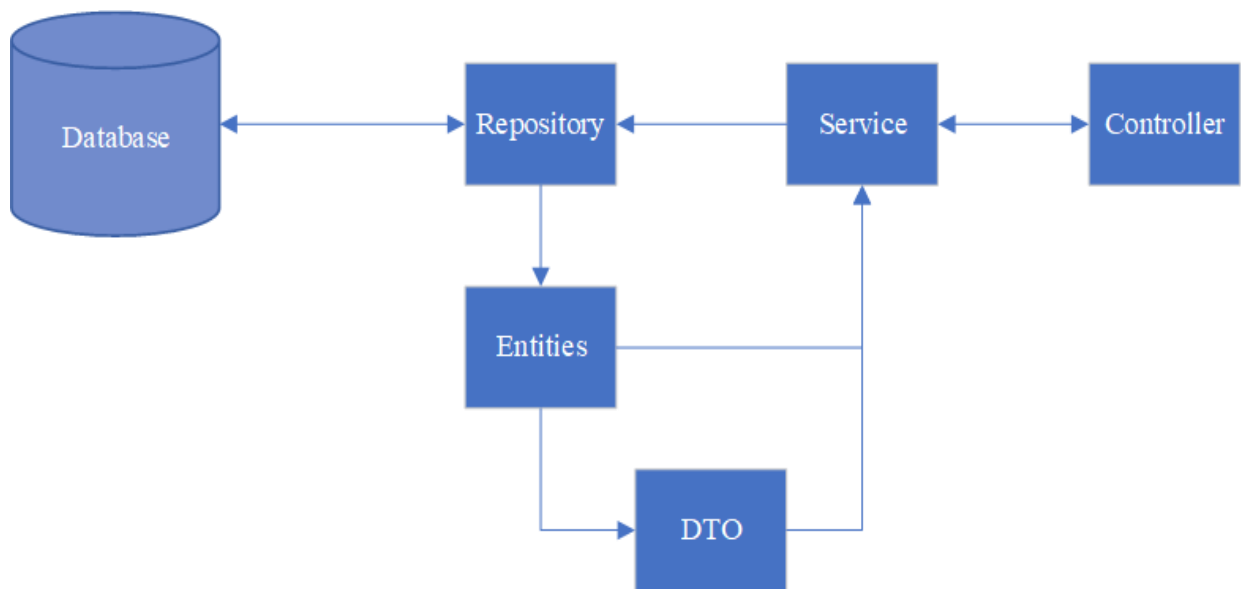 Database
Repository
Service
Controller
Entities
DTO